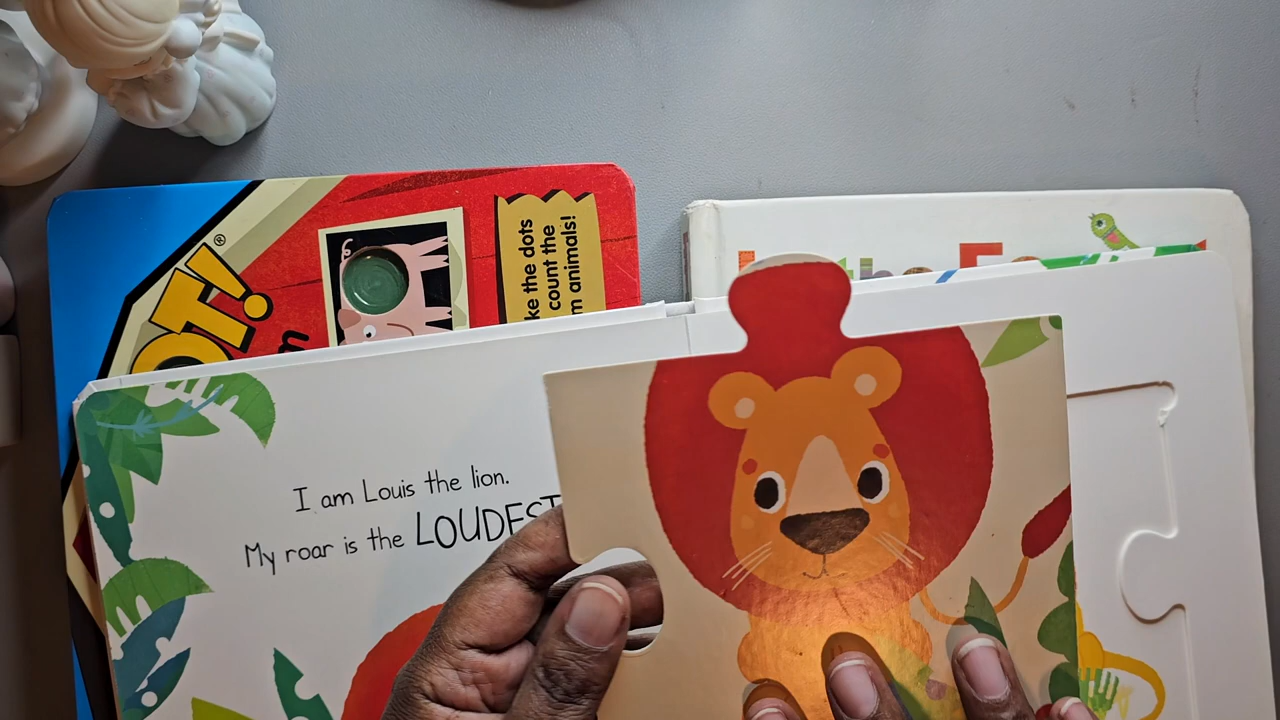 I am Louis the lion.
My roar is the LOUDEST
OT!®
ke the dots
count the
m animals!